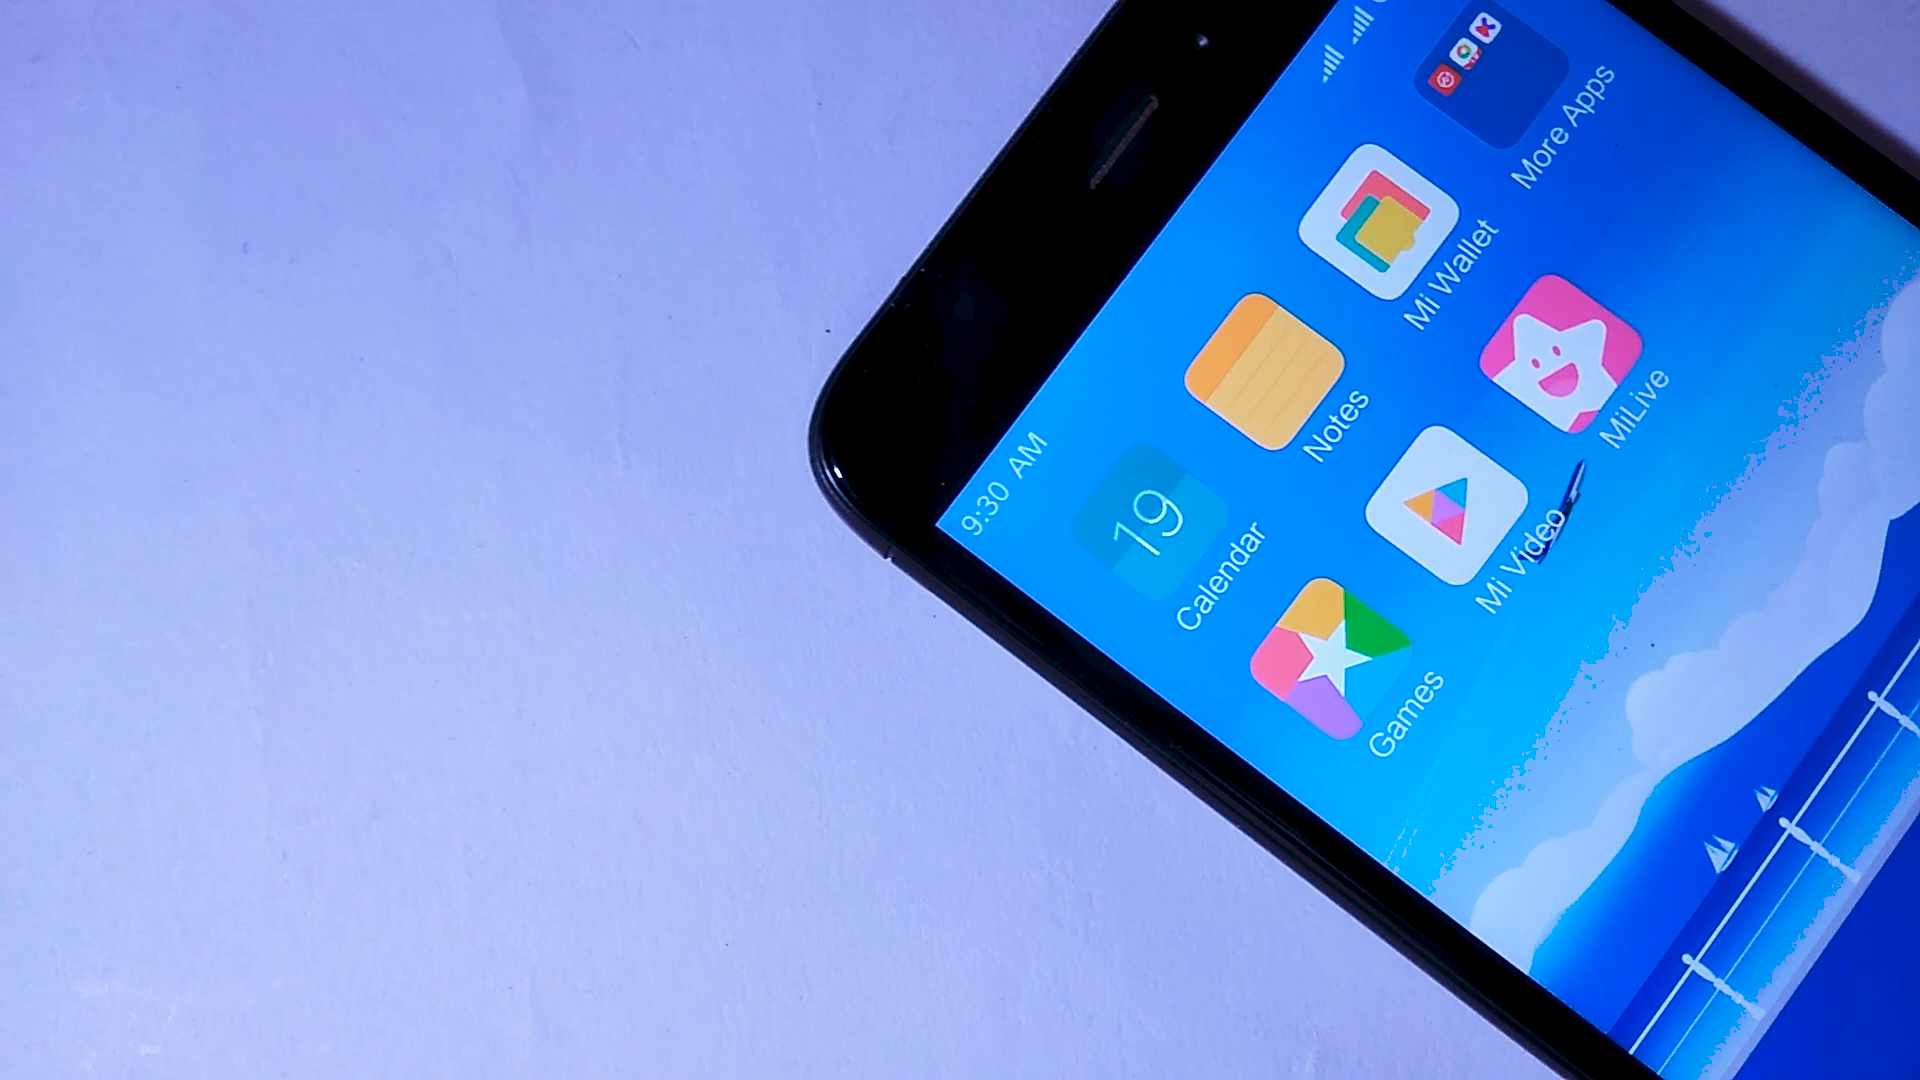 9:30 AM
19
Calendar
Notes
Mi Wallet
More Apps
Games
Mi Video
MiLive